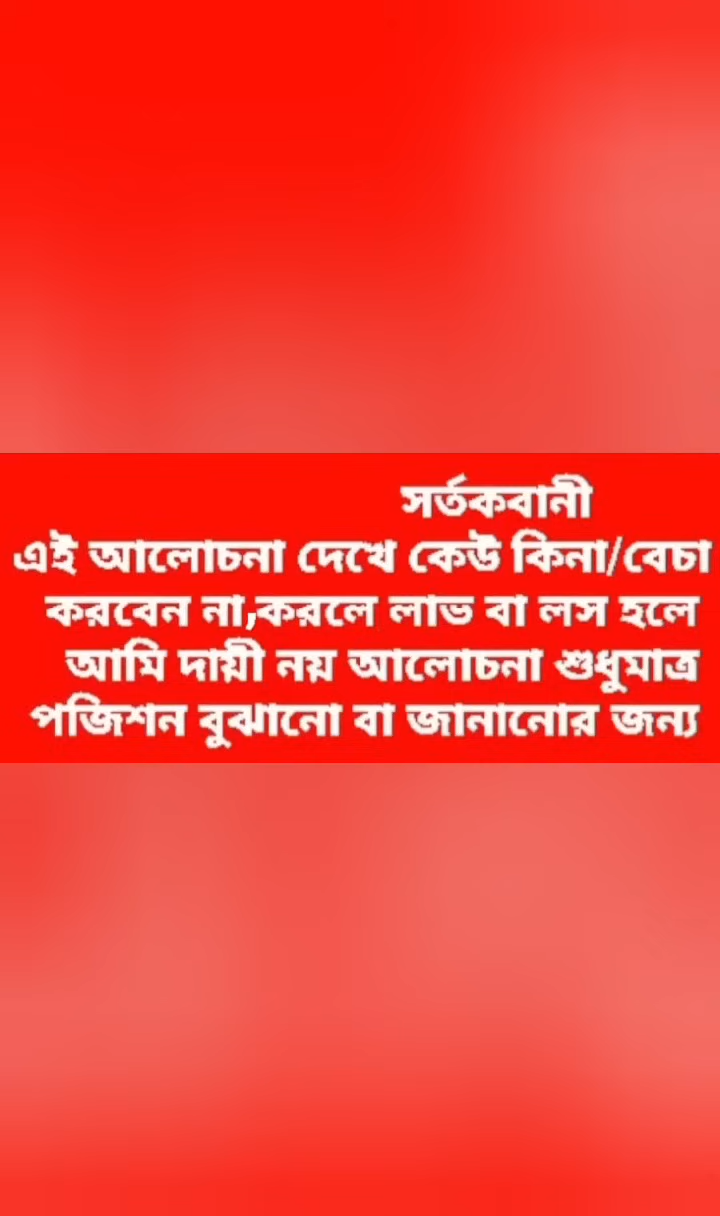 সর্তকবানী
এই আলোচনা দেখে কেউ কিনা/বেচা
করবেন না,করলে লাভ বা লস হলে
আমি দায়ী নয় আলোচনা শুধুমাত্র
পজিশন বুঝানো বা জানানোর জন্য